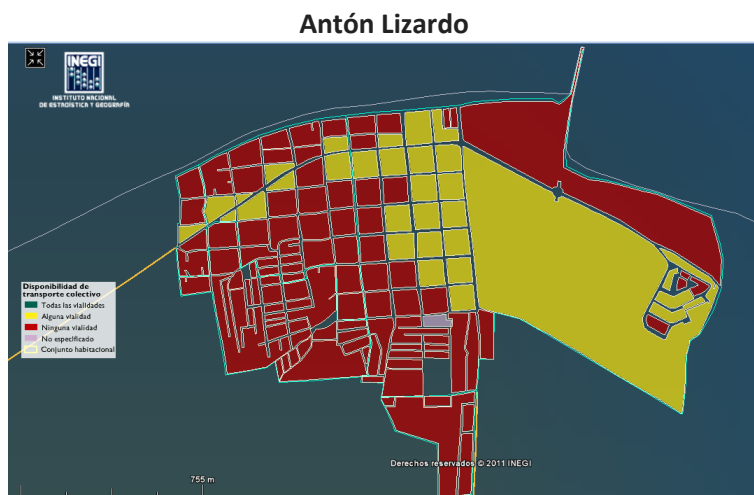 Antón Lizardo
INEGI
INSTITUTO NACIONAL
DE ESTADÍSTICA Y GEOGRAFÍA
Disponibilidad de
transporte colectivo
Todas las vialidades
Alguna vialidad
Ninguna vialidad
No especificado
Conjunto habitacional
Derechos reservados © 2011 INEGI
755 m